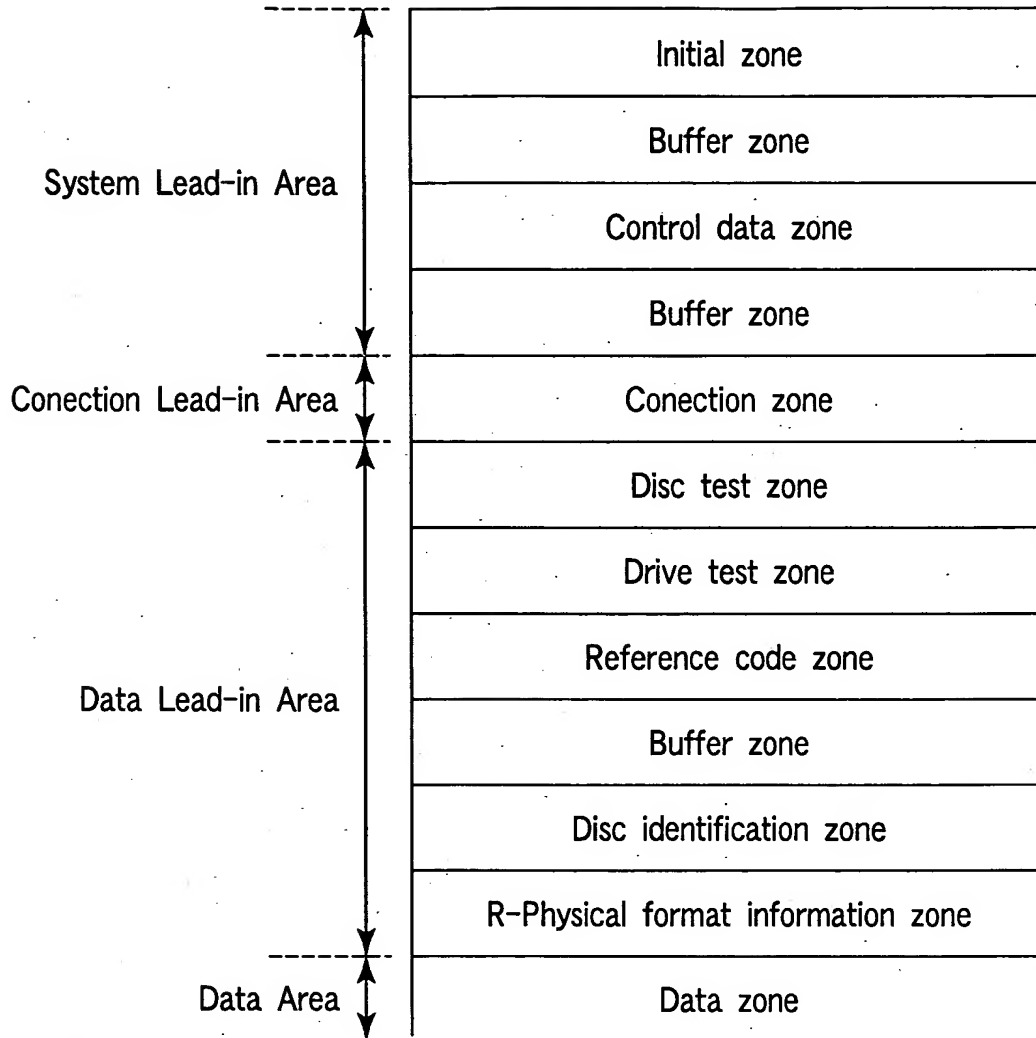 Initial zone
Buffer zone
System Lead-in Area
Control data zone
Buffer zone
Conection Lead-in Area
Conection zone
Disc test zone
Drive test zone
Reference code zone
Data Lead-in Area
Buffer zone
Disc identification zone
R-Physical format information zone
Data Area
Data zone